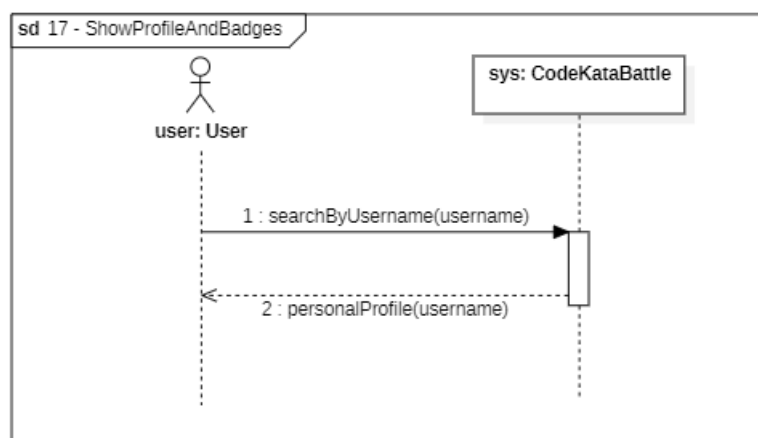 sd 17 - ShowProfileAndBadges
sys: CodeKataBattle
user: User
1 : searchByUsername(username)
2 : personalProfile(username)